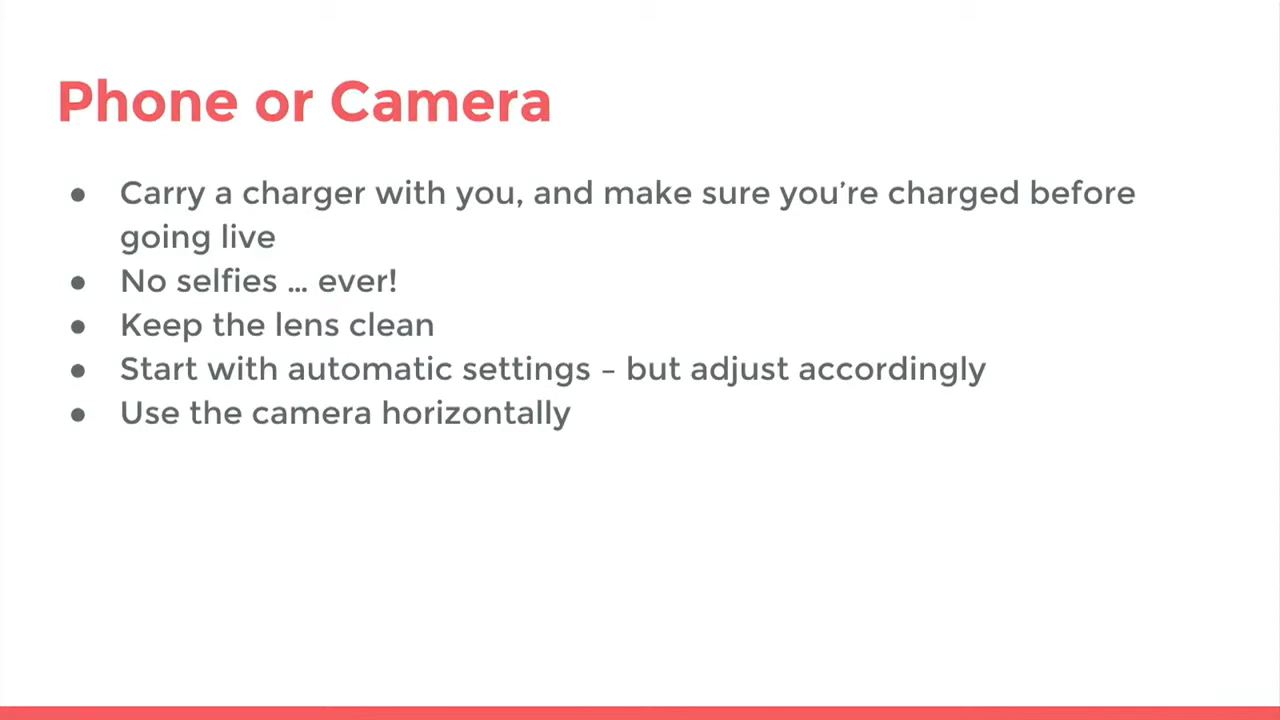 Phone or Camera
● Carry a charger with you, and make sure you’re charged before
going live
● No selfies ... ever!
● Keep the lens clean
● Start with automatic settings – but adjust accordingly
● Use the camera horizontally